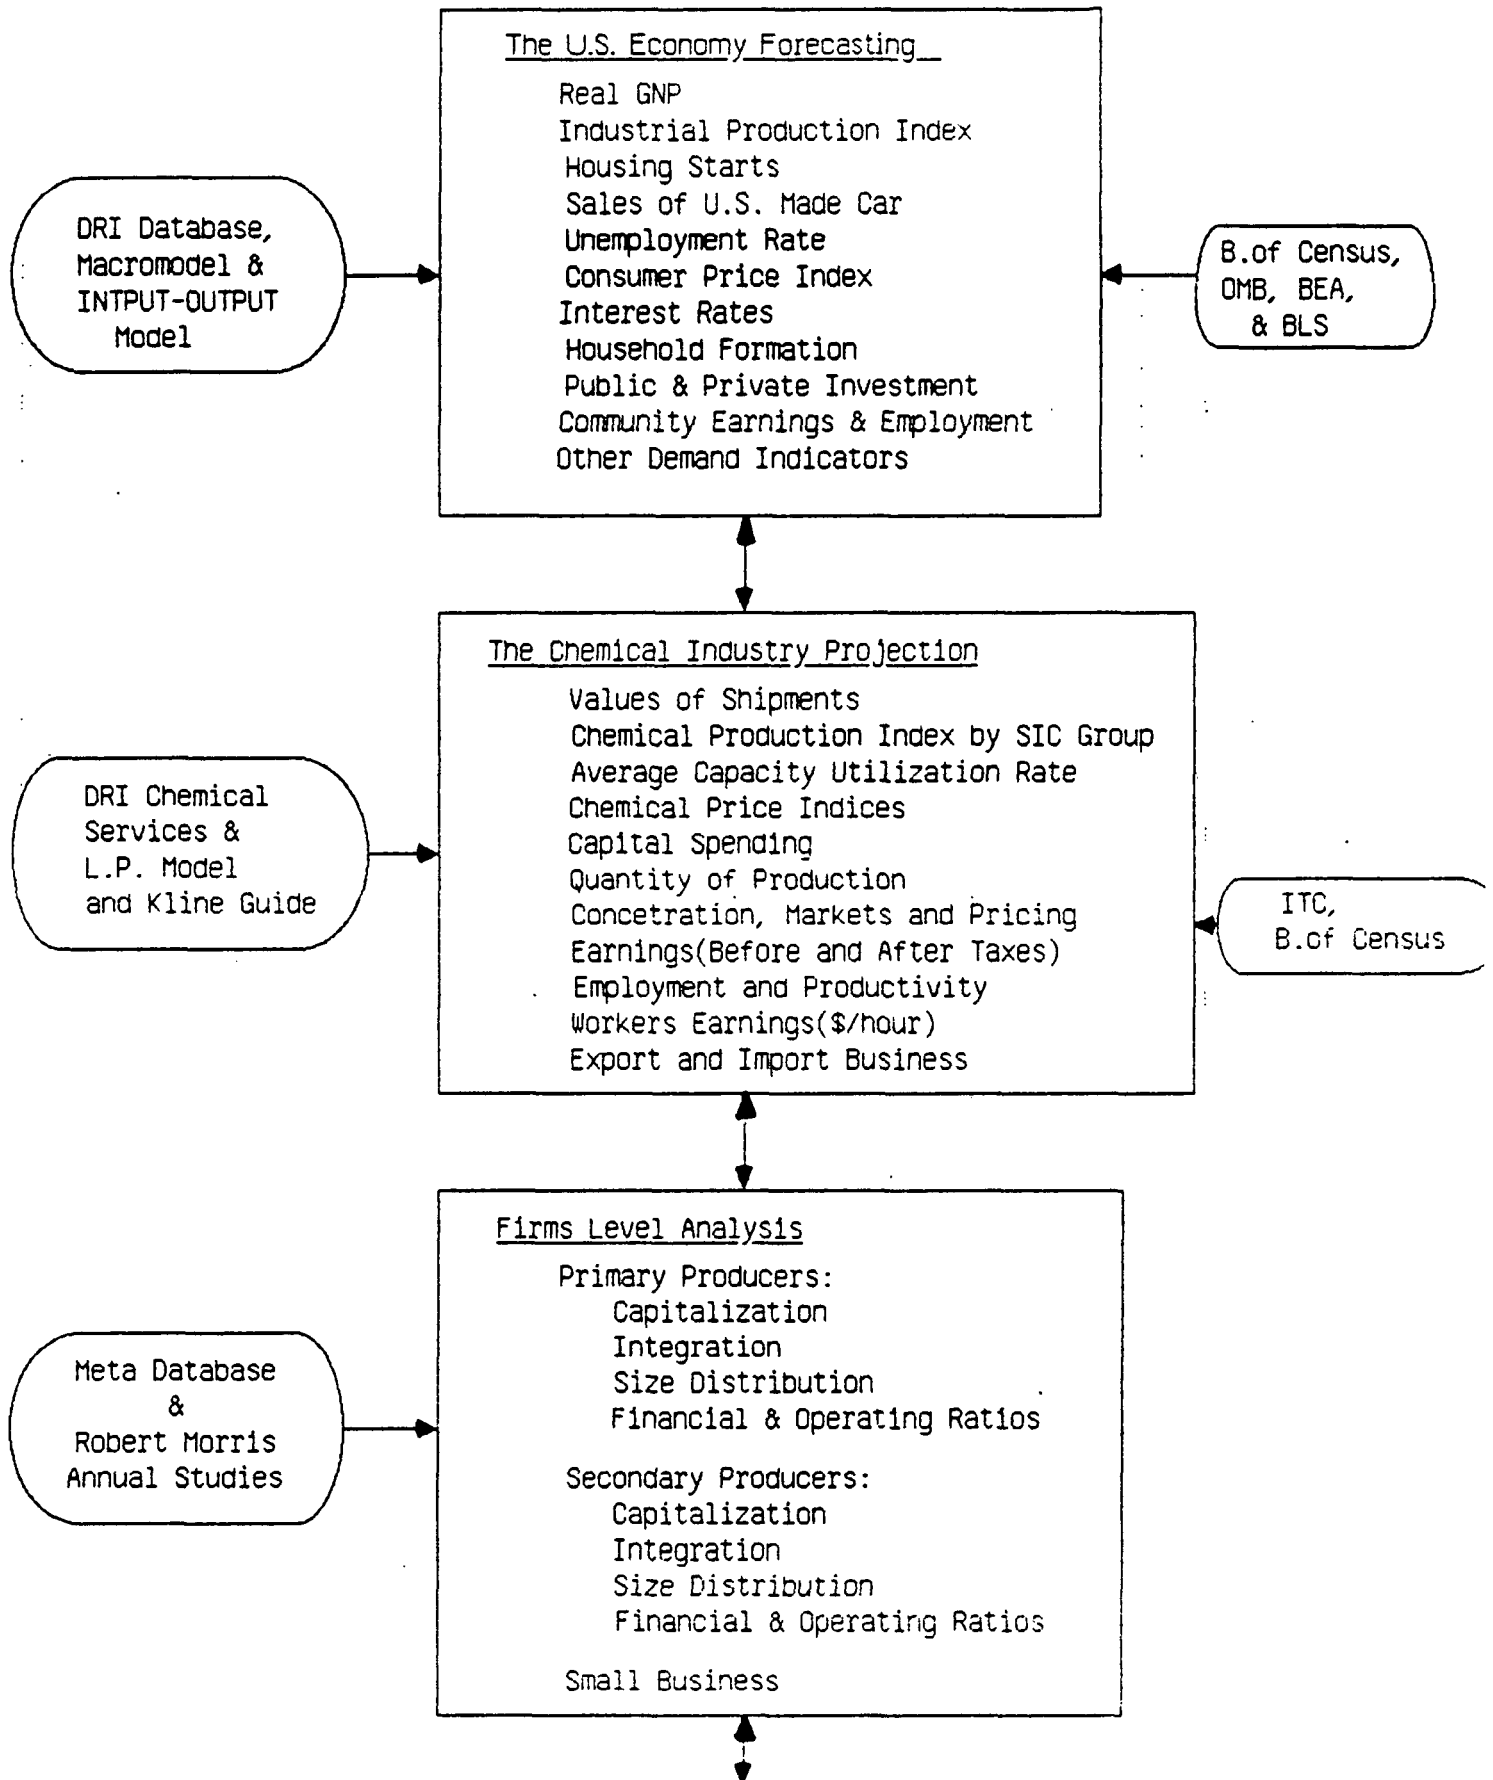 The U.S. Economy Forecasting
Real GNP
Industrial Production Index
Housing Starts
Sales of U.S. Made Car
Unemployment Rate
Consumer Price Index
Interest Rates
Household Formation
Public & Private Investment
Community Earnings & Employment
Other Demand Indicators
DRI Database,
Macromodel &
INTPUT-OUTPUT
Model
B.of Census,
OMB, BEA,
& BLS
The Chemical Industry Projection
Values of Shipments
Chemical Production Index by SIC Group
Average Capacity Utilization Rate
Chemical Price Indices
Capital Spending
Quantity of Production
Concetration, Markets and Pricing
Earnings(Before and After Taxes)
Employment and Productivity
Workers Earnings($/hour)
Export and Import Business
DRI Chemical
Services &
L.P. Model
and Kline Guide
ITC,
B.of Census
Firms Level Analysis
Primary Producers:
Capitalization
Integration
Size Distribution
Financial & Operating Ratios
Secondary Producers:
Capitalization
Integration
Size Distribution
Financial & Operating Ratios
Small Business
Meta Database
&
Robert Morris
Annual Studies